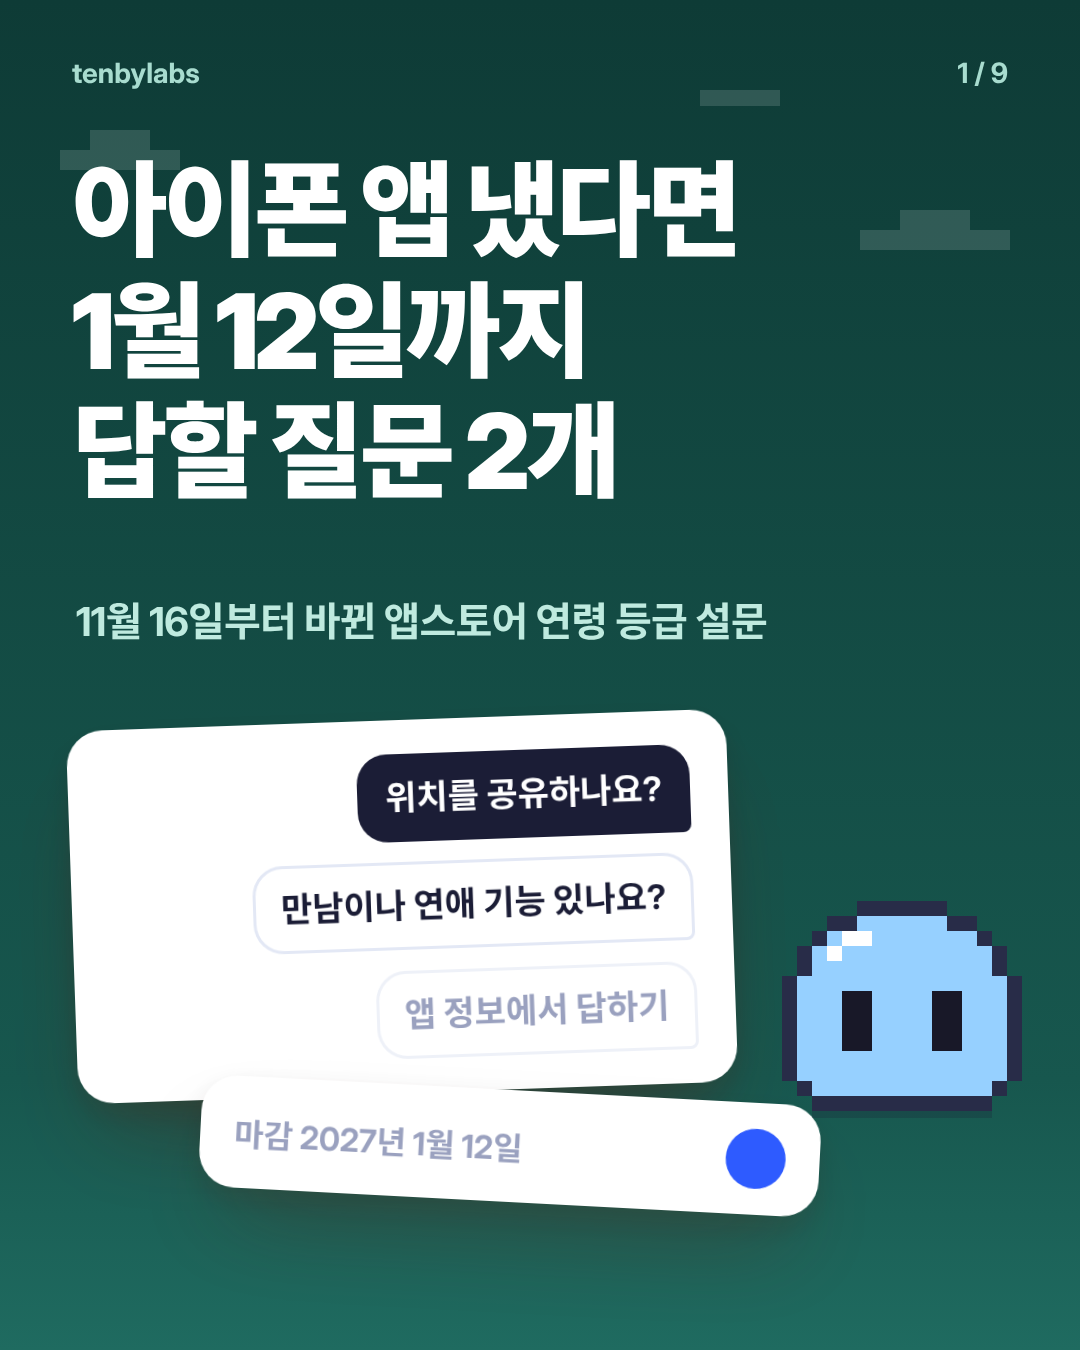 tenbylabs
1 / 9
아이폰 앱 냈다면
1월 12일까지
답할 질문 2개
11월 16일부터 바뀐 앱스토어 연령 등급 설문
위치를 공유하나요?
만남이나 연애 기능 있나요?
앱 정보에서 답하기
마감 2027년 1월 12일